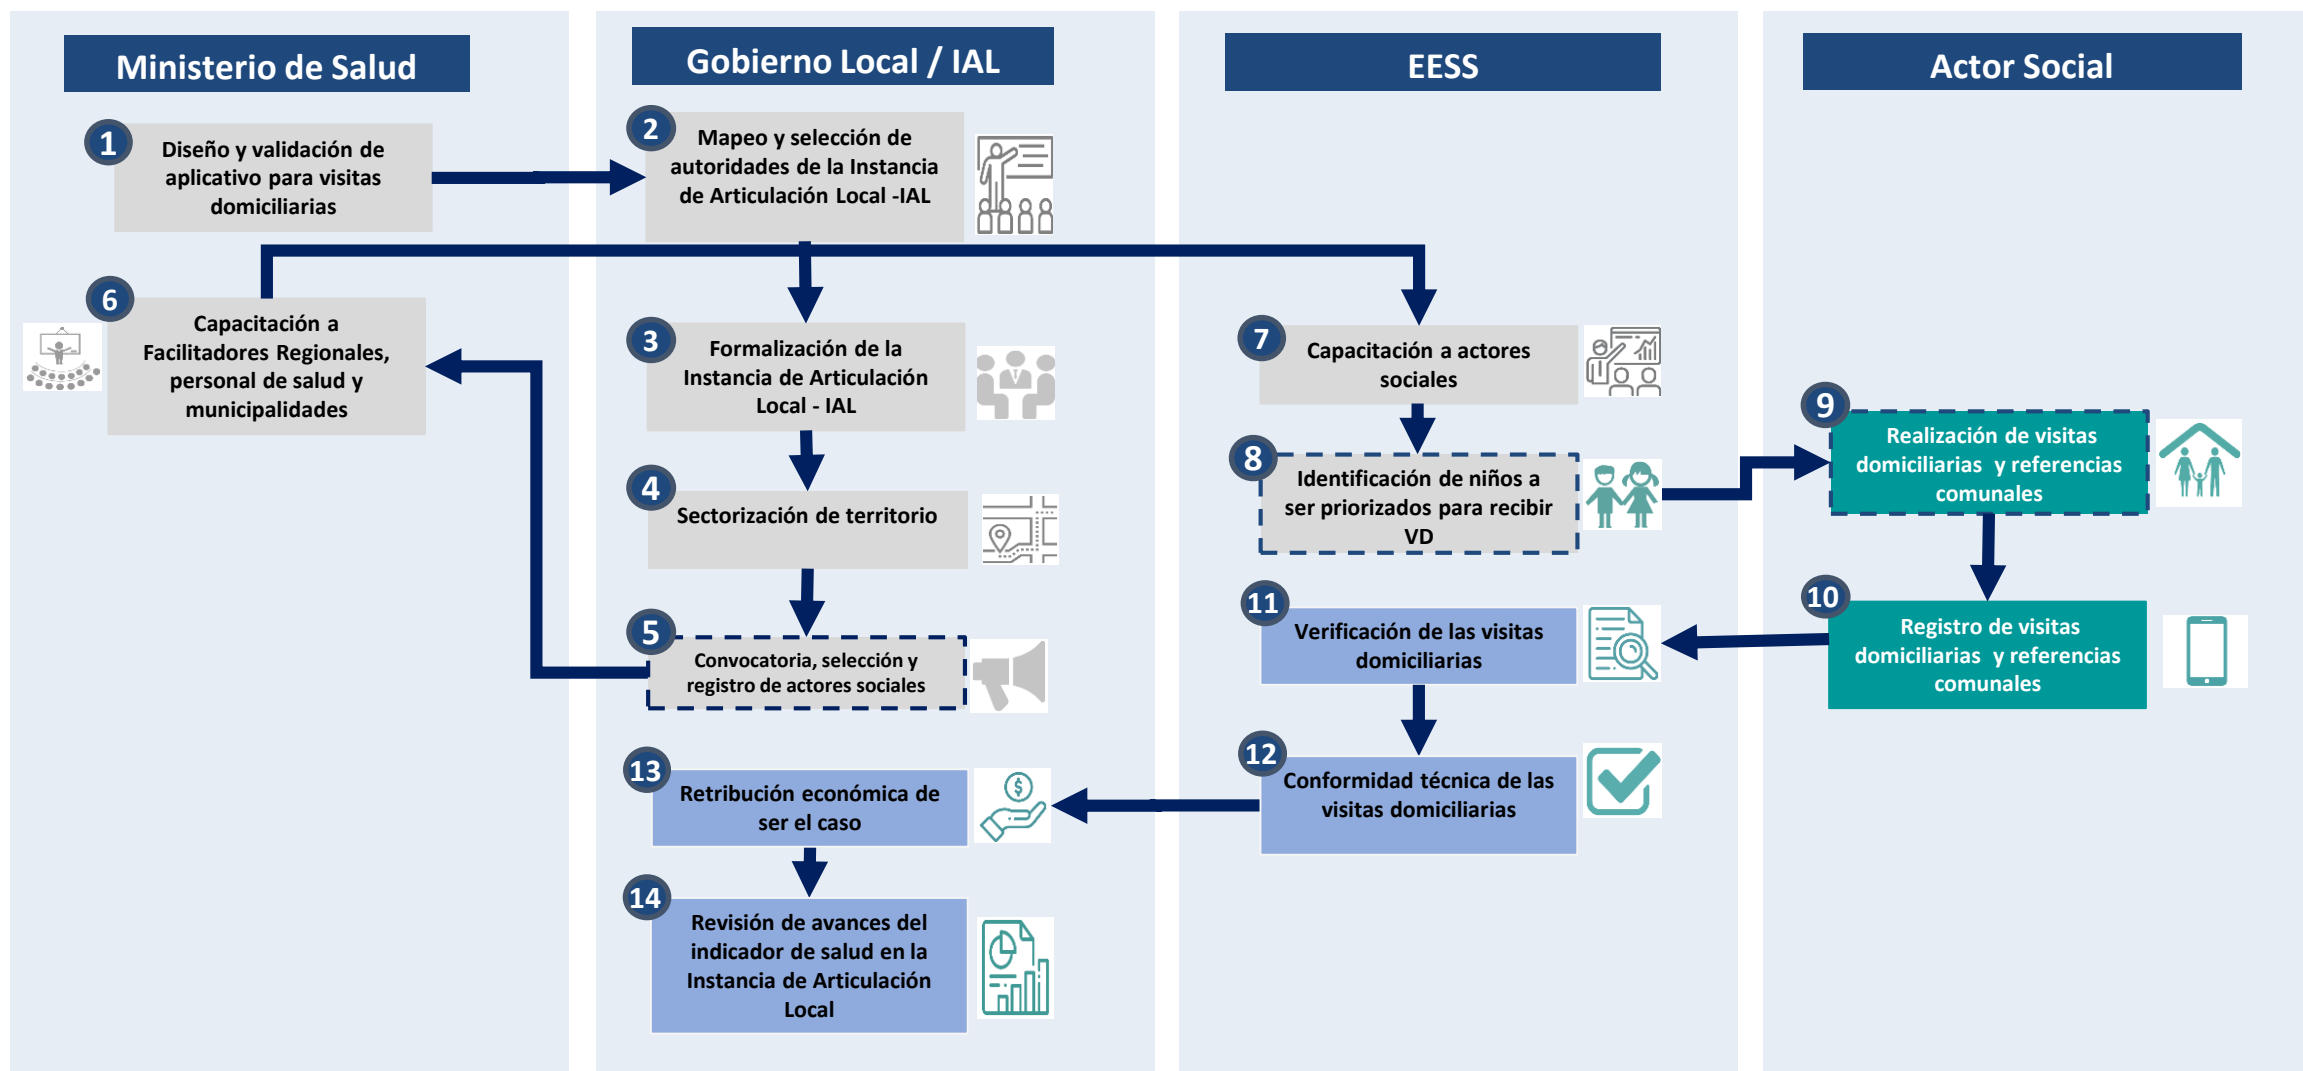 Ministerio de Salud
Gobierno Local / IAL
EESS
Actor Social
1
Diseño y validación de
aplicativo para visitas
domiciliarias
2
Mapeo y selección de
autoridades de la Instancia
de Articulación Local -IAL
3
Formalización de la
Instancia de Articulación
Local - IAL
4
Sectorización de territorio
5
Convocatoria, selección y
registro de actores sociales
6
Capacitación a
Facilitadores Regionales,
personal de salud y
municipalidades
7
Capacitación a actores
sociales
8
Identificación de niños a
ser priorizados para recibir
VD
9
Realización de visitas
domiciliarias y referencias
comunales
10
Registro de visitas
domiciliarias y referencias
comunales
11
Verificación de las visitas
domiciliarias
12
Conformidad técnica de las
visitas domiciliarias
13
Retribución económica de
ser el caso
$
14
Revisión de avances del
indicador de salud en la
Instancia de Articulación
Local